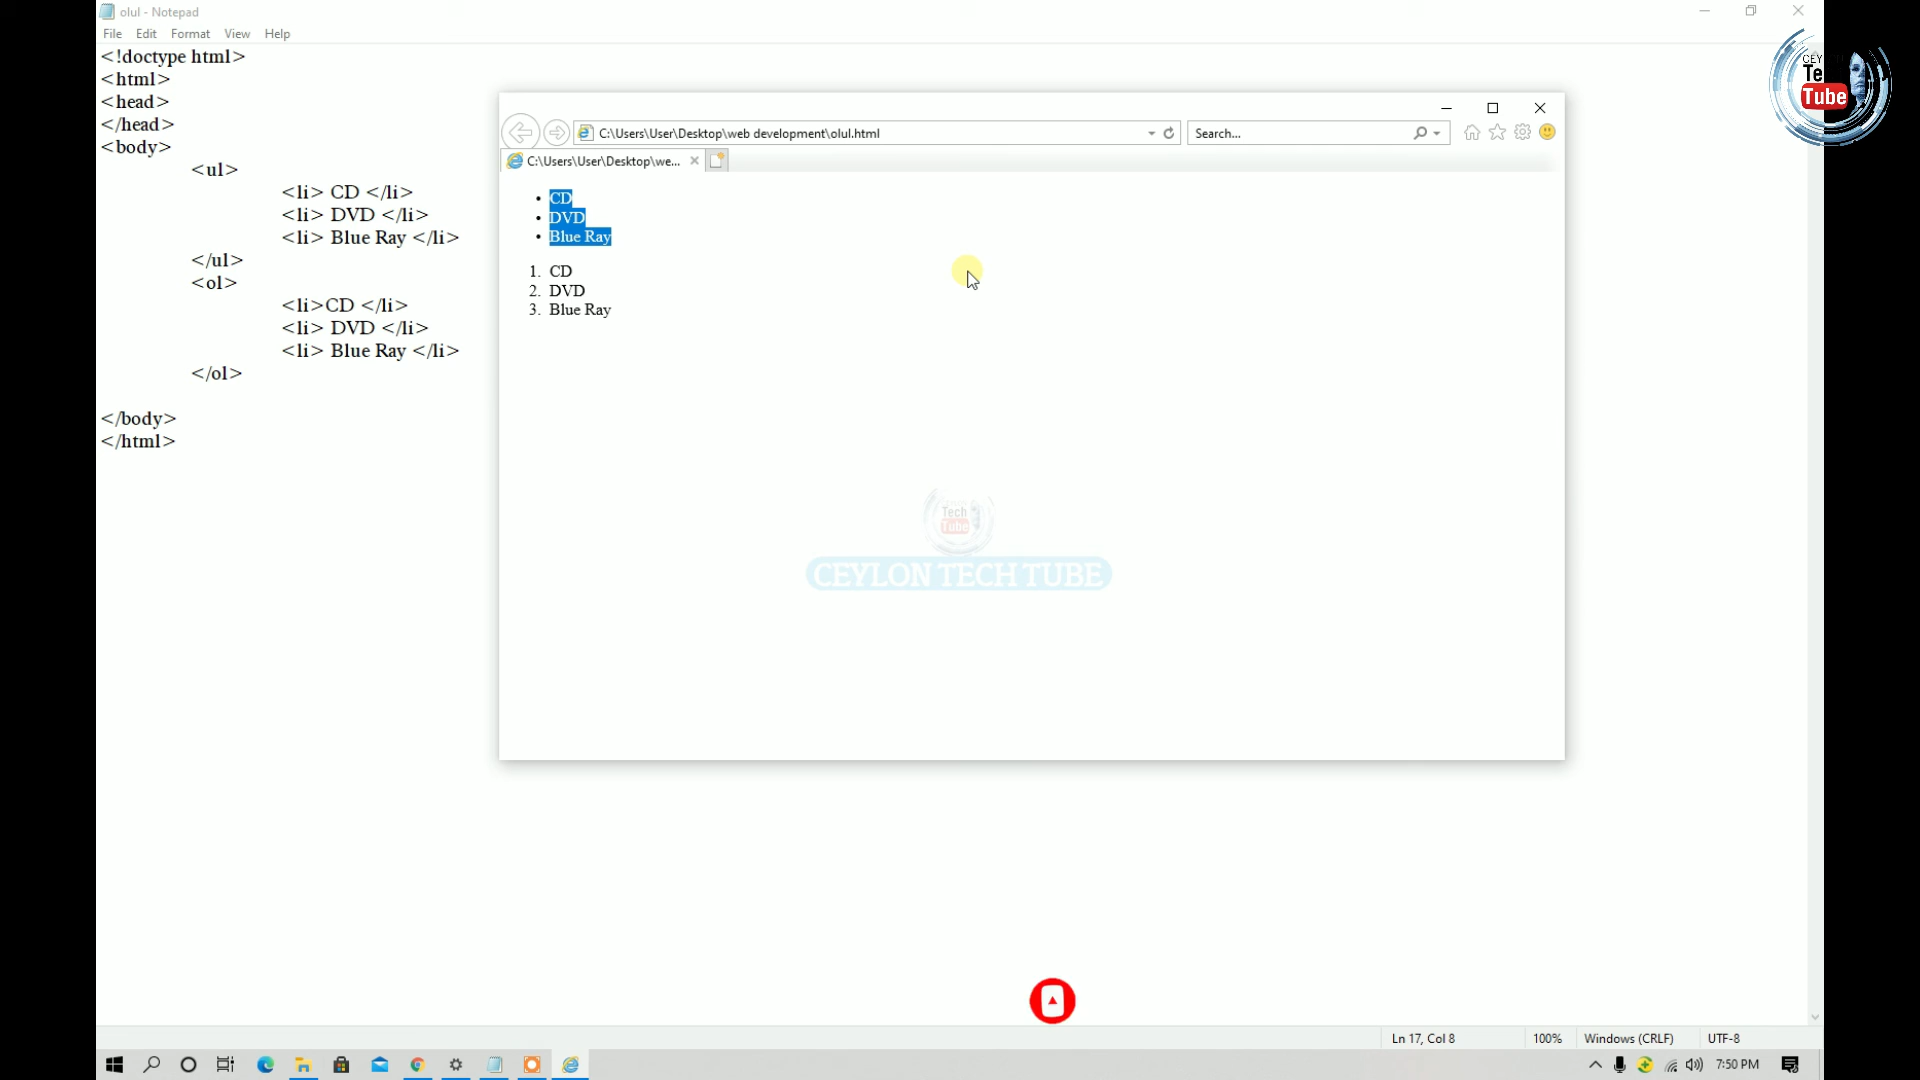 olul - Notepad
File Edit Format View Help
<!doctype html>
<html>
<head>
</head>
<body>
<ul>
<li> CD </li>
<li> DVD </li>
<li> Blue Ray </li>
</ul>
<ol>
<li>CD </li>
<li> DVD </li>
<li> Blue Ray </li>
</ol>
</body>
</html>
C:\Users\User\Desktop\web development\olul.html
Search...
C:\Users\User\Desktop\we...
• CD
• DVD
• Blue Ray
1. CD
2. DVD
3. Blue Ray
Tech
Tube
CEYLON TECH TUBE
CEY
Te
Tube
Ln 17, Col 8 100% Windows (CRLF) UTF-8
7:50 PM